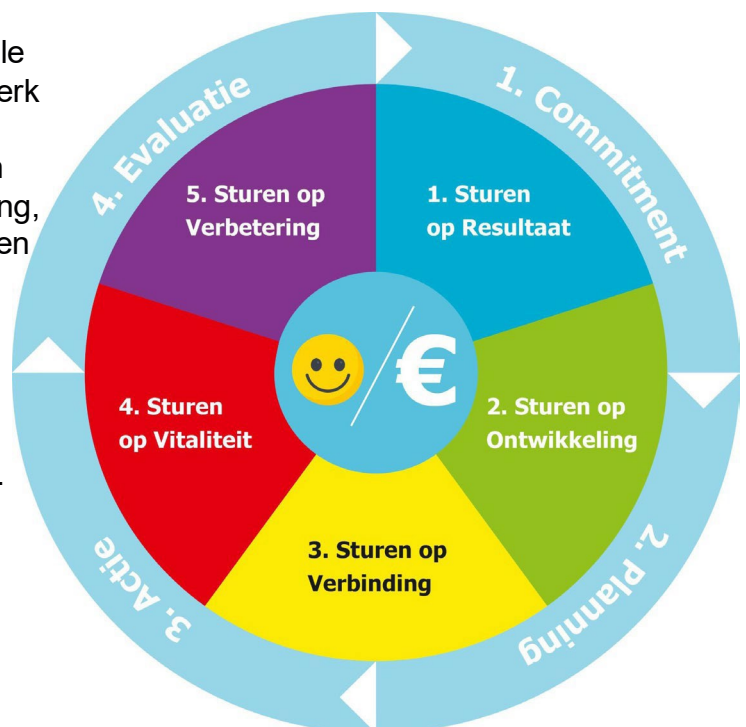 1. Commitment
2. Planning
3. Actie
4. Evaluatie
1. Sturen
op Resultaat
2. Sturen op
Ontwikkeling
3. Sturen op
Verbinding
4. Sturen
op Vitaliteit
5. Sturen op
Verbetering
€